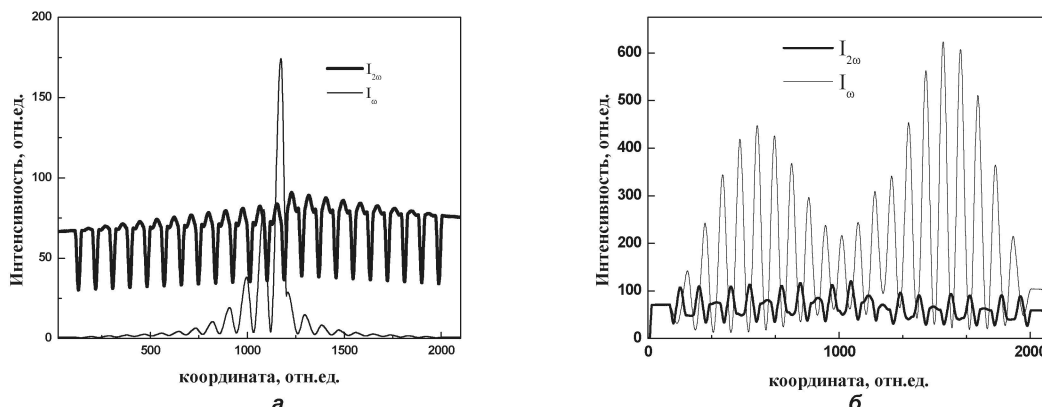 200
150
100
50
0
Интенсивность, отн.ед.
I2ω
Iω
500
1000
1500
2000
координата, отн.ед.
а
600
500
400
300
200
100
0
Интенсивность, отн.ед.
I2ω
Iω
0
1000
2000
координата, отн.ед.
б